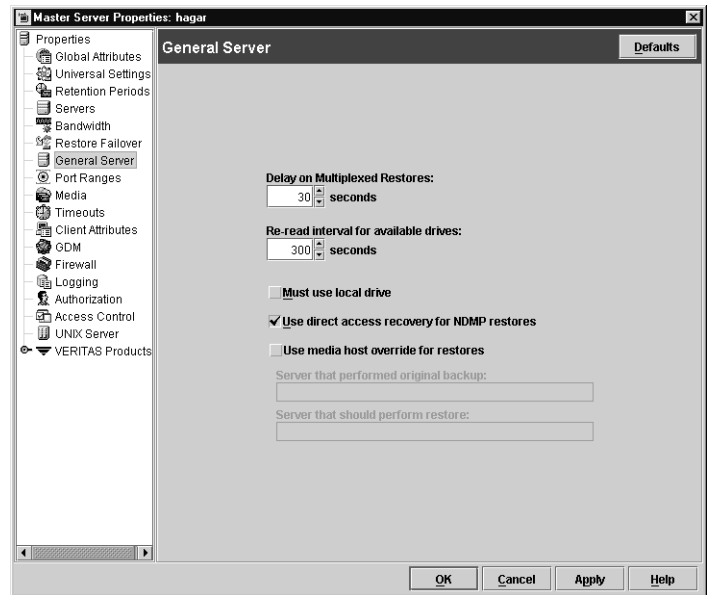 Master Server Properties: hagar
Properties
Global Attributes
Universal Settings
Retention Periods
Servers
Bandwidth
Restore Failover
General Server
Port Ranges
Media
Timeouts
Client Attributes
GDM
Firewall
Logging
Authorization
Access Control
UNIX Server
VERITAS Products
General Server
Defaults
Delay on Multiplexed Restores:
30 seconds
Re-read interval for available drives:
300 seconds
Must use local drive
Use direct access recovery for NDMP restores
Use media host override for restores
Server that performed original backup:
Server that should perform restore:
OK Cancel Apply Help